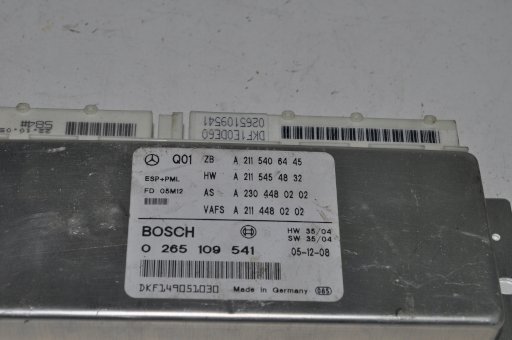 584#
DKF1E0DE60
0265109541
Q01 ZB A 211 540 64 45
HW A 211 545 48 32
ESP+PML
FD 05M12 AS A 230 448 02 02
VAFS A 211 448 02 02
BOSCH HW 35/04
SW 35/04
0 265 109 541 05-12-08
DKF149051030 Made in Germany 065